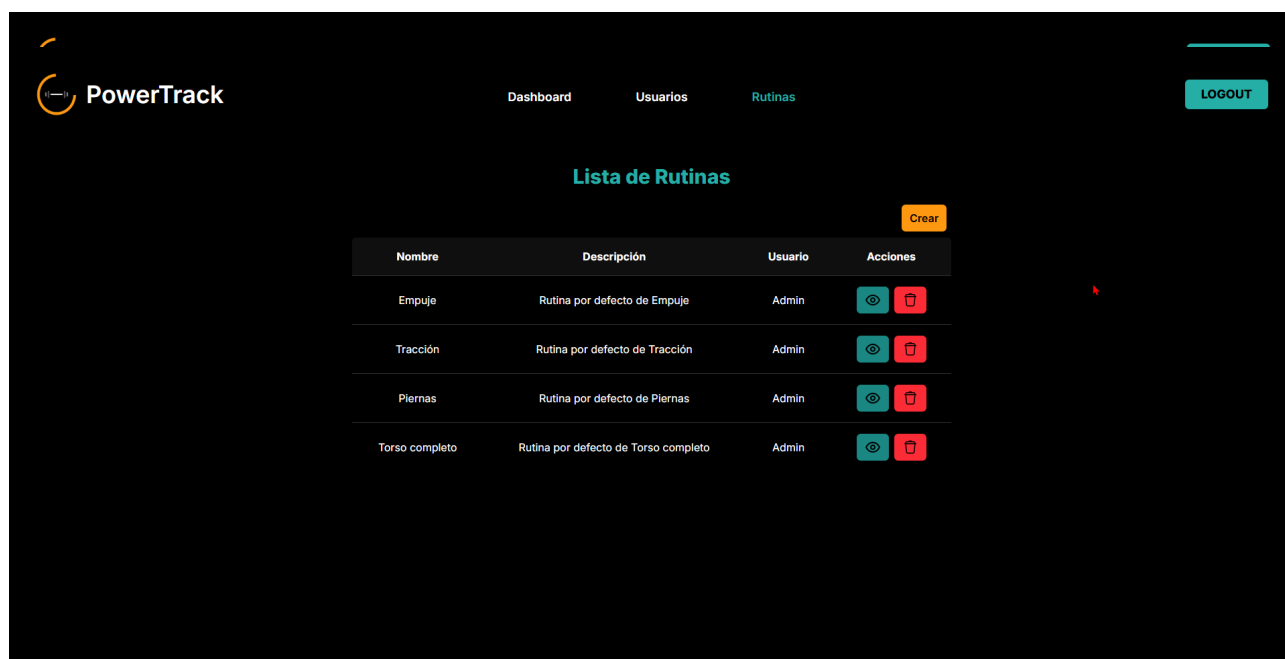 PowerTrack
Dashboard Usuarios Rutinas
LOGOUT
Lista de Rutinas
Crear
Nombre Descripción Usuario Acciones
Empuje Rutina por defecto de Empuje Admin
Tracción Rutina por defecto de Tracción Admin
Piernas Rutina por defecto de Piernas Admin
Torso completo Rutina por defecto de Torso completo Admin